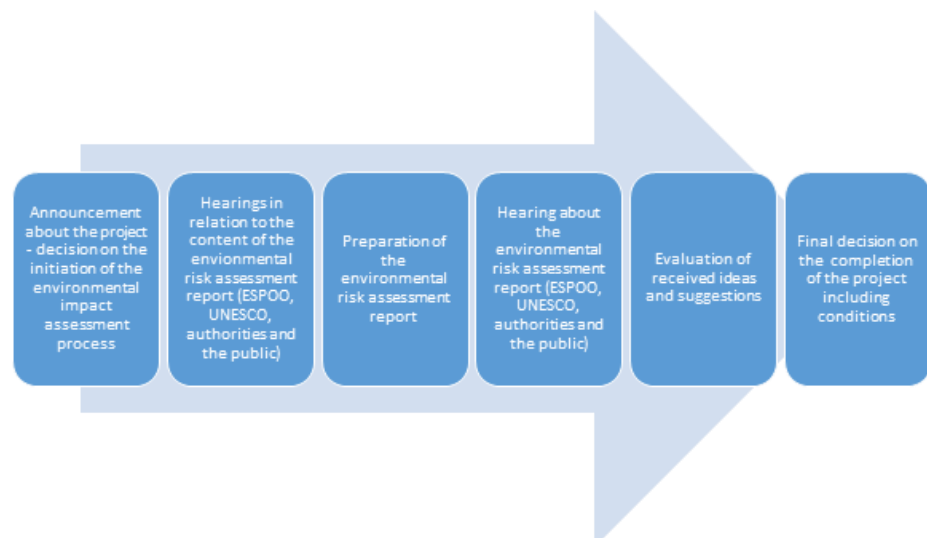 Announcement
about the project
- decision on the
initiation of the
environmental
impact
assessment
process
Hearings in
relation to the
content of the
envionmental
risk assessment
report (ESPOO,
UNESCO,
authorities and
the public)
Preparation of
the
environmental
risk assessment
report
Hearing about
the
environmental
risk assessment
report (ESPOO,
UNESCO,
authorities and
the public)
Evaluation of
received ideas
and suggestions
Final decision on
the completion
of the project
including
conditions